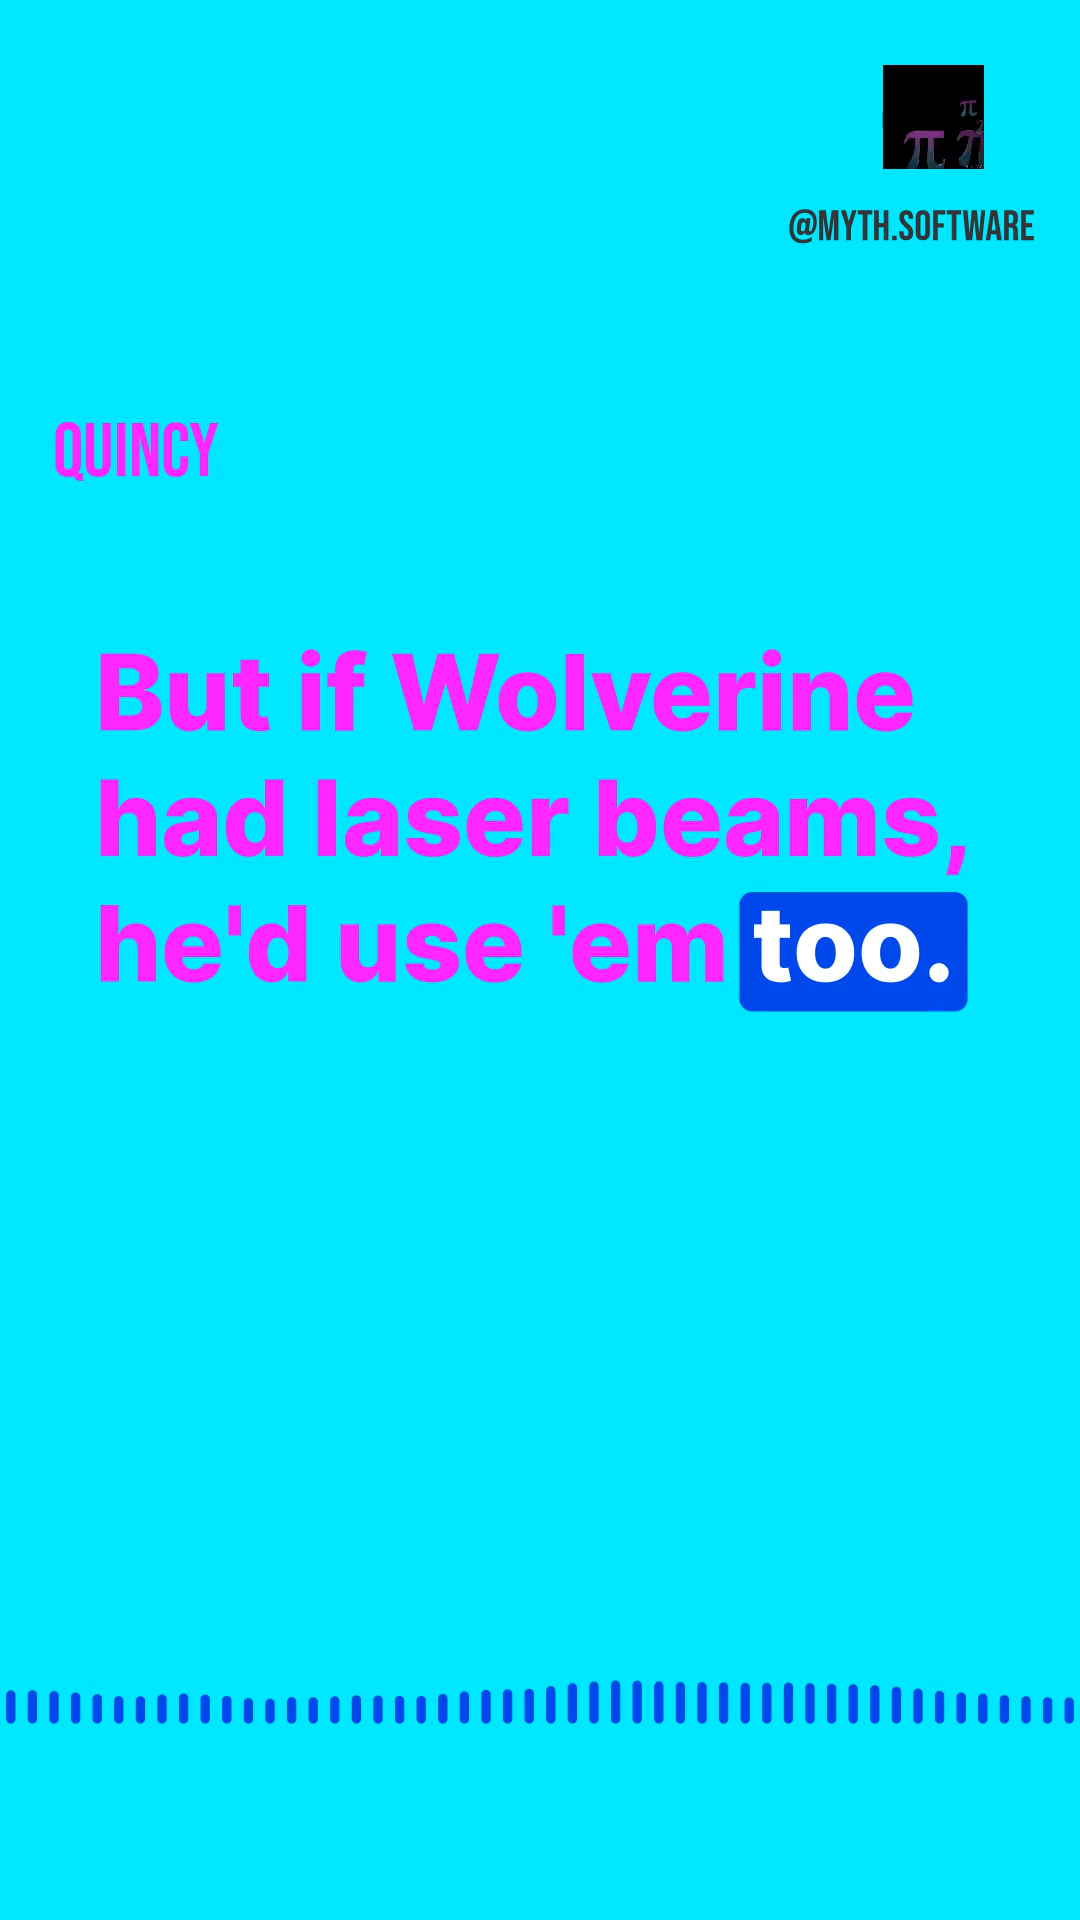 π
π π
@MYTH.SOFTWARE
QUINCY
But if Wolverine
had laser beams,
he'd use 'em too.